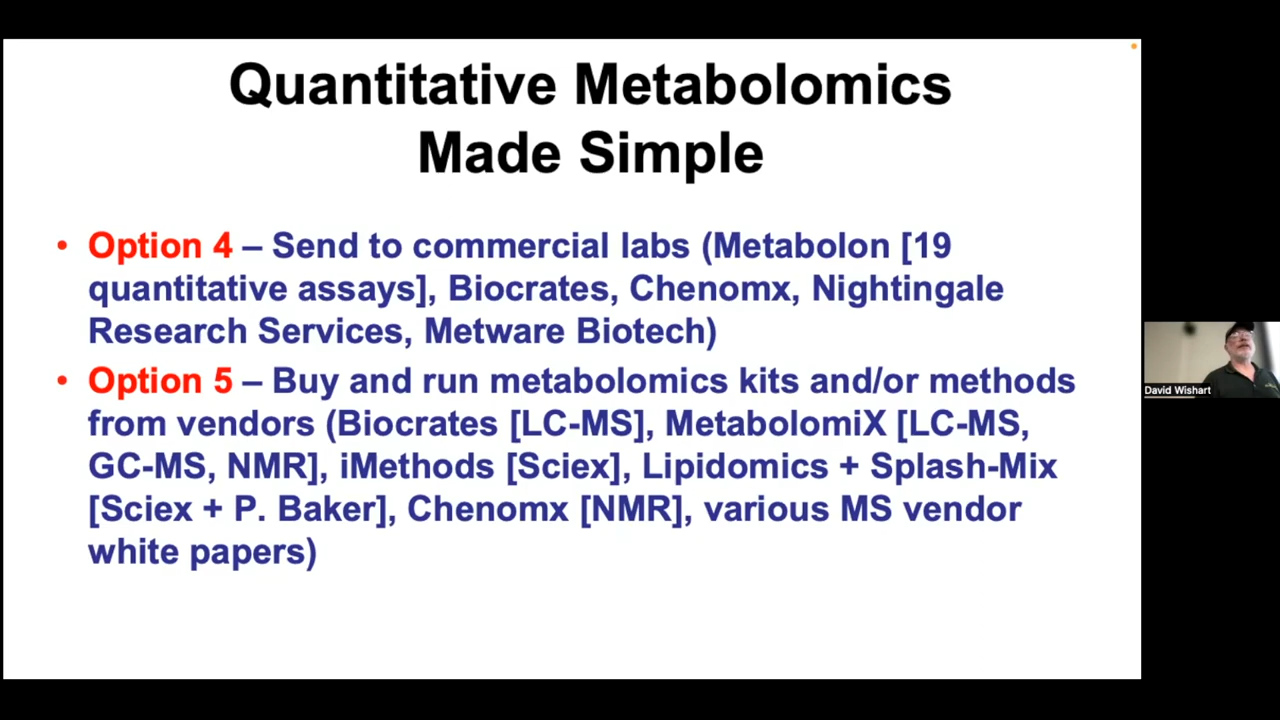 Quantitative Metabolomics
Made Simple
• Option 4 – Send to commercial labs (Metabolon [19
quantitative assays], Biocrates, Chenomx, Nightingale
Research Services, Metware Biotech)
• Option 5 – Buy and run metabolomics kits and/or methods
from vendors (Biocrates [LC-MS], MetabolomiX [LC-MS,
GC-MS, NMR], iMethods [Sciex], Lipidomics + Splash-Mix
[Sciex + P. Baker], Chenomx [NMR], various MS vendor
white papers)
David Wishart